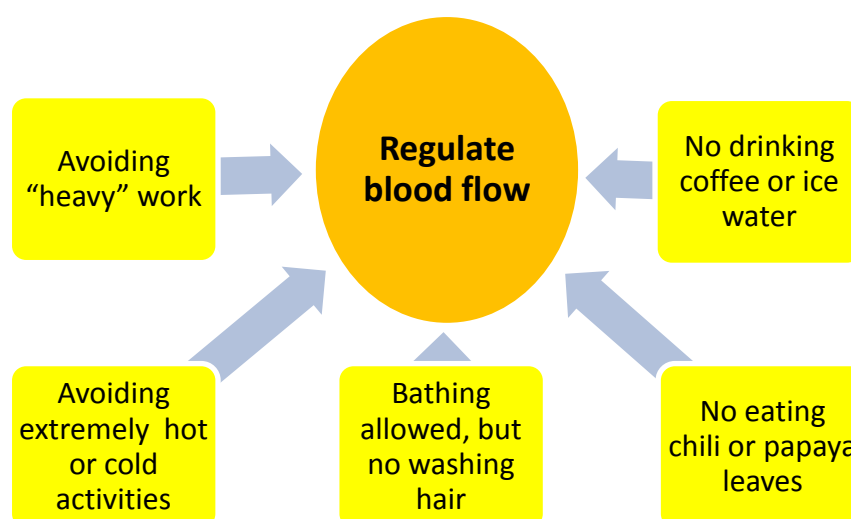 Regulate
blood flow
Avoiding
“heavy” work
No drinking
coffee or ice
water
Avoiding
extremely  hot
or cold
activities
Bathing
allowed, but
no washing
hair
No eating
chili or papaya
leaves